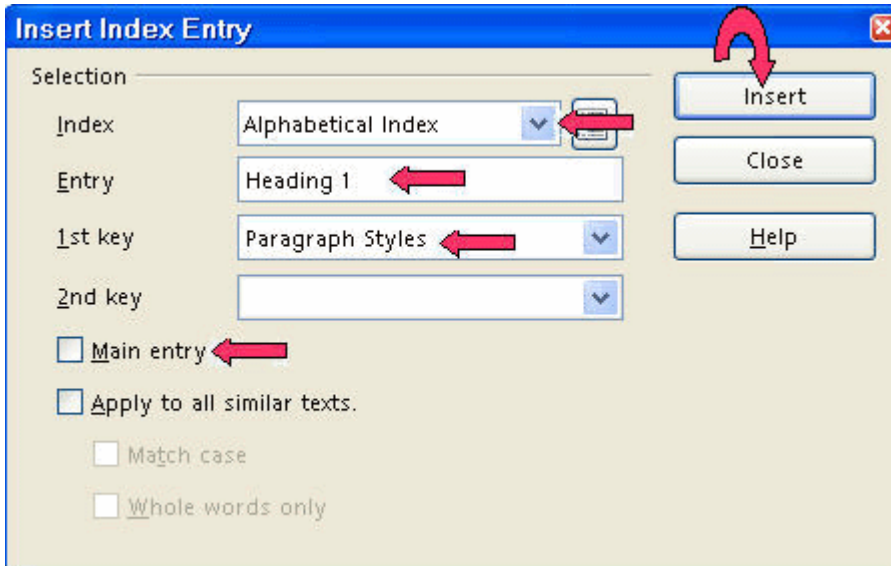 Insert Index Entry
Selection
Index Alphabetical Index
Entry Heading 1
1st key Paragraph Styles
2nd key
Main entry
Apply to all similar texts.
Match case
Whole words only
Insert
Close
Help